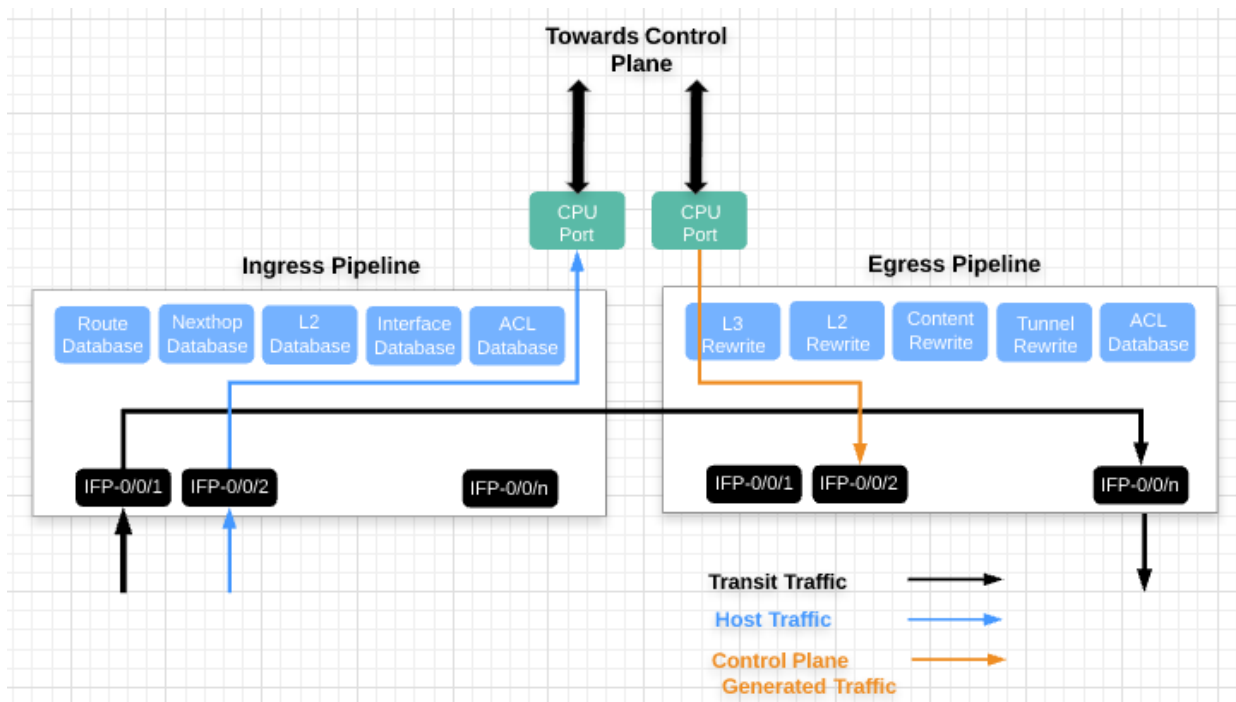 Towards Control
Plane
CPU
Port
CPU
Port
Ingress Pipeline
Egress Pipeline
Route
Database
Nexthop
Database
L2
Database
Interface
Database
ACL
Database
L3
Rewrite
L2
Rewrite
Content
Rewrite
Tunnel
Rewrite
ACL
Database
IFP-0/0/1
IFP-0/0/2
IFP-0/0/n
IFP-0/0/1
IFP-0/0/2
IFP-0/0/n
Transit Traffic
Host Traffic
Control Plane
Generated Traffic